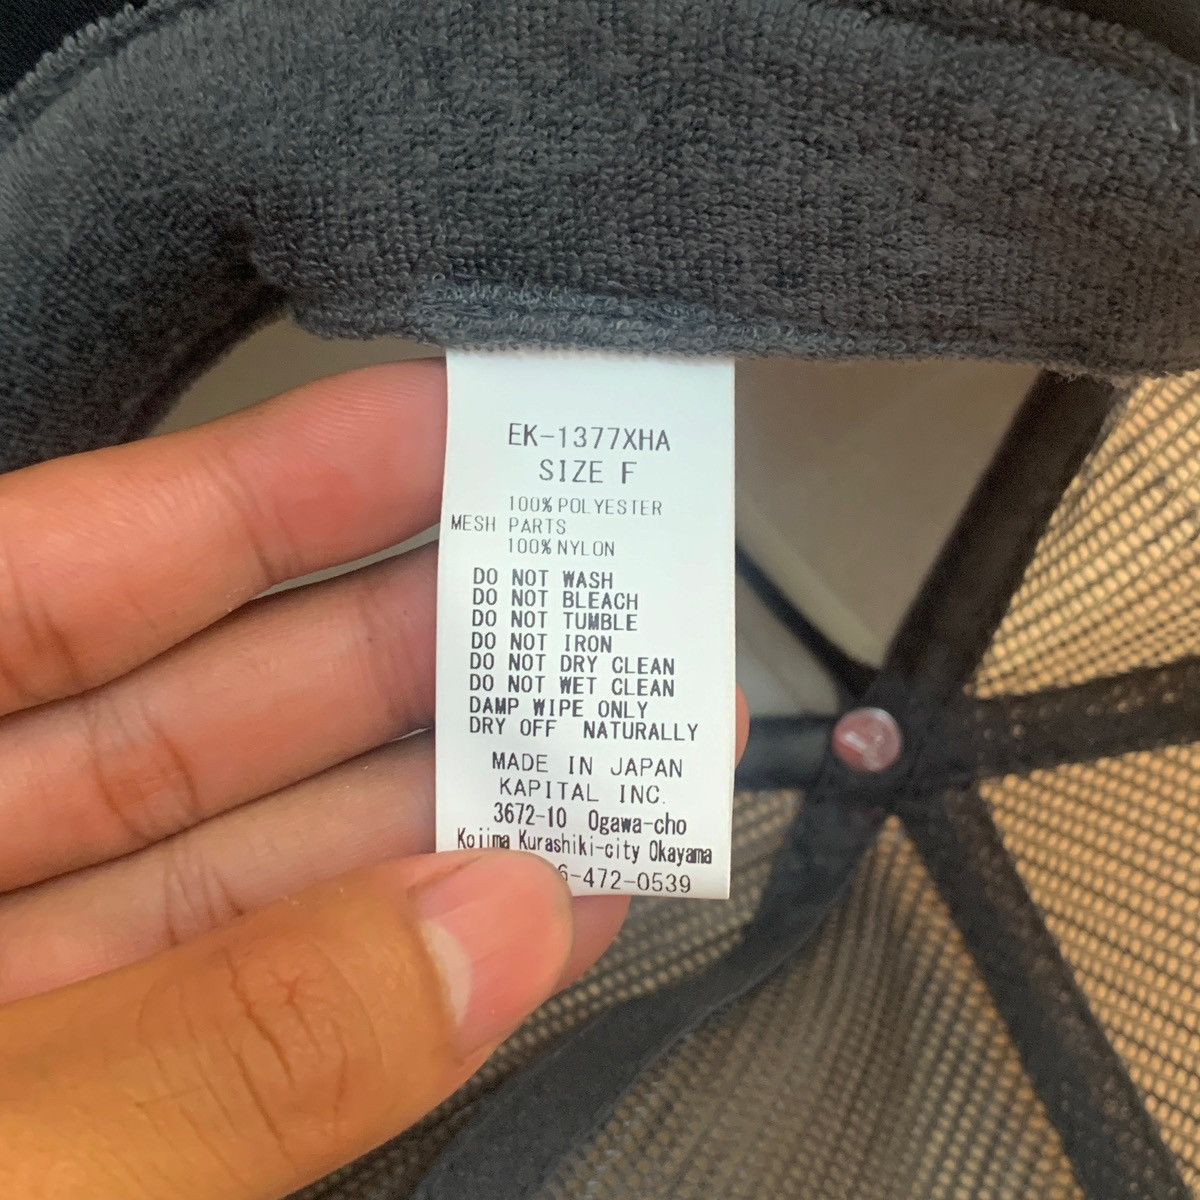 EK-1377XHA
SIZE F
100% POLYESTER
MESH PARTS
100% NYLON
DO NOT WASH
DO NOT BLEACH
DO NOT TUMBLE
DO NOT IRON
DO NOT DRY CLEAN
DO NOT WET CLEAN
DAMP WIPE ONLY
DRY OFF NATURALLY
MADE IN JAPAN
KAPITAL INC.
3672-10 Ogawa-cho
Kojima Kurashiki-city Okayama
6-472-0539